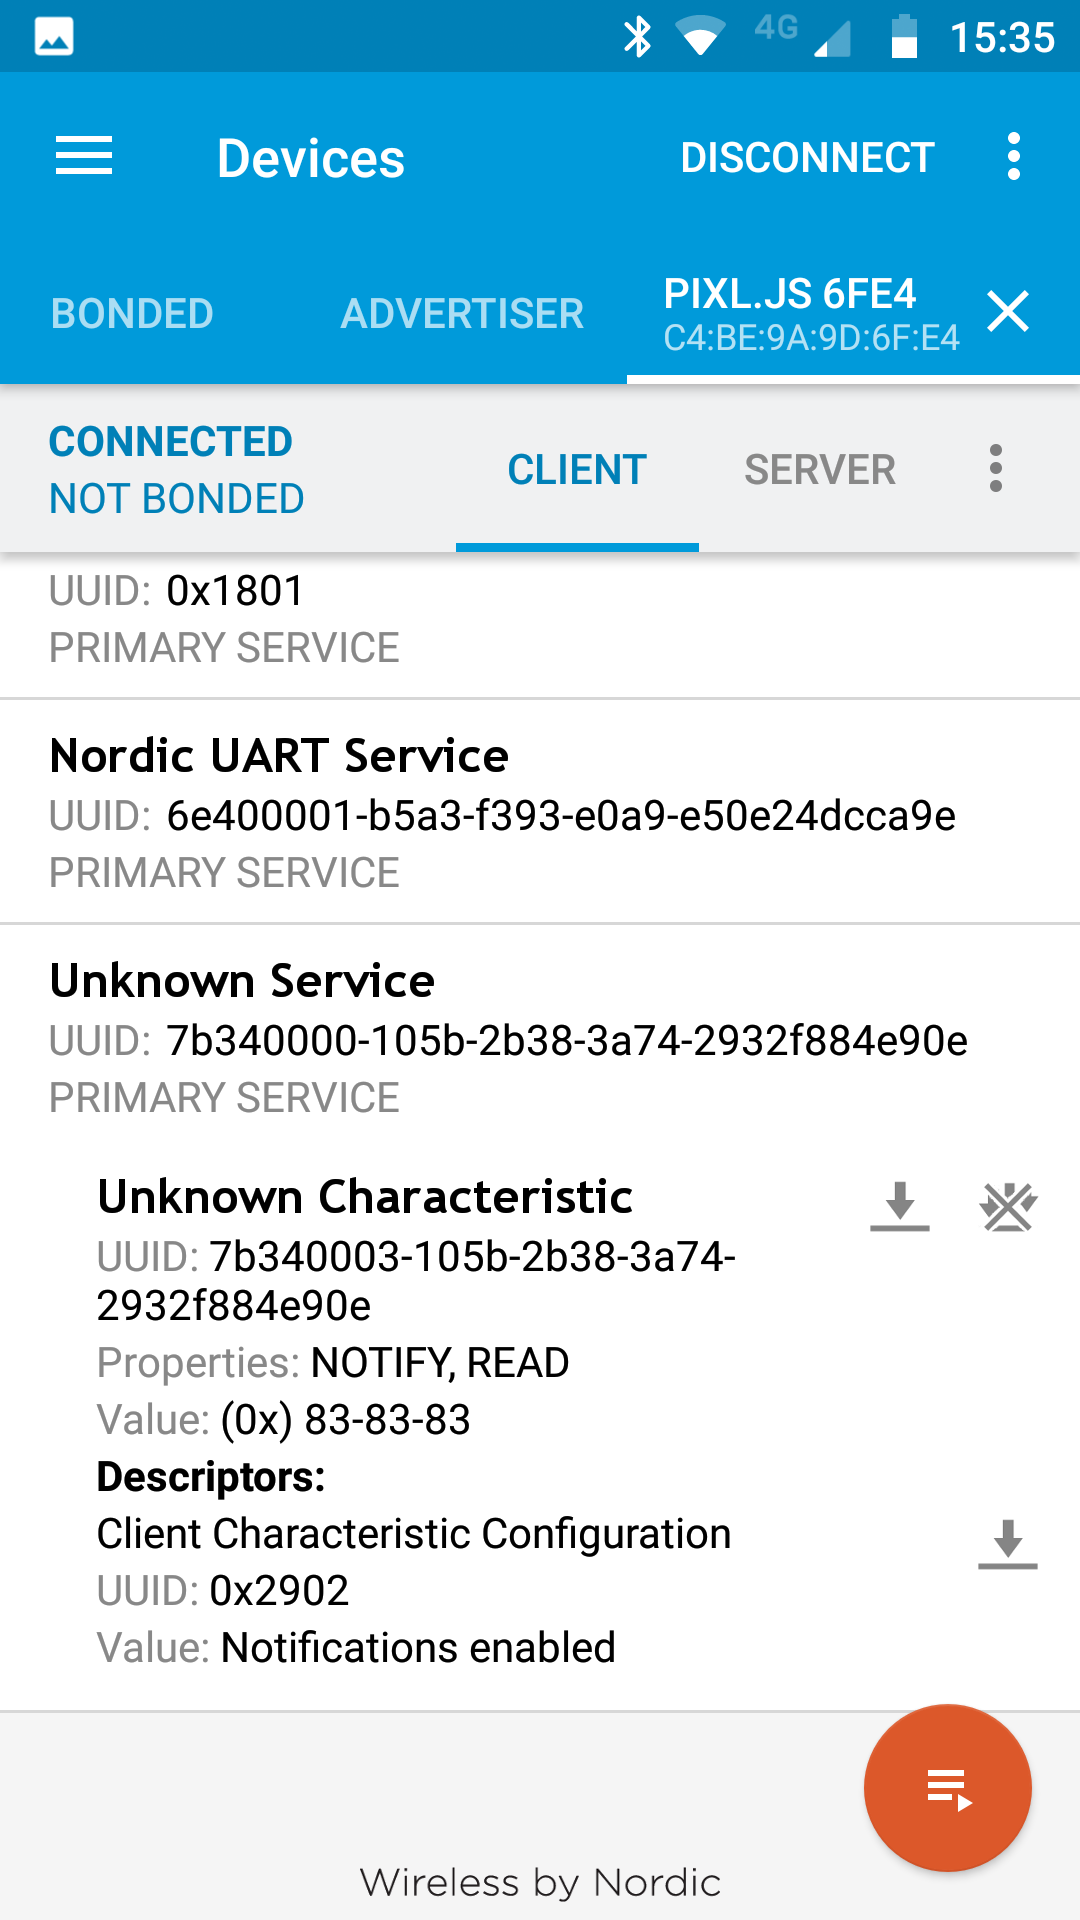 4G 15:35
Devices DISCONNECT
BONDED ADVERTISER PIXL.JS 6FE4
C4:BE:9A:9D:6F:E4
CONNECTED
NOT BONDED
CLIENT SERVER
UUID: 0x1801
PRIMARY SERVICE
Nordic UART Service
UUID: 6e400001-b5a3-f393-e0a9-e50e24dcca9e
PRIMARY SERVICE
Unknown Service
UUID: 7b340000-105b-2b38-3a74-2932f884e90e
PRIMARY SERVICE
Unknown Characteristic
UUID: 7b340003-105b-2b38-3a74-
2932f884e90e
Properties: NOTIFY, READ
Value: (0x) 83-83-83
Descriptors:
Client Characteristic Configuration
UUID: 0x2902
Value: Notifications enabled
Wireless by Nordic